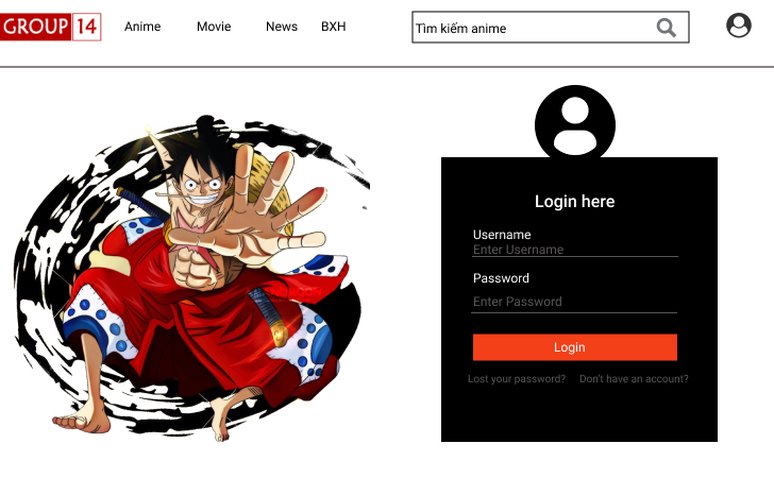 GROUP 14 Anime Movie News BXH Tìm kiếm anime
Login here
Username
Enter Username
Password
Enter Password
Login
Lost your password? Don't have an account?